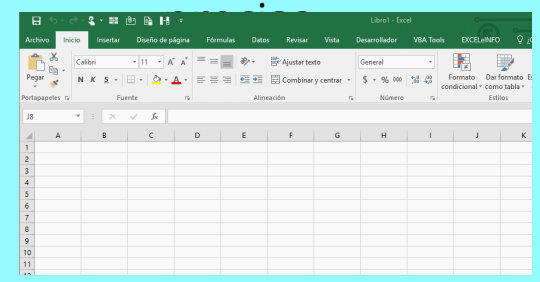 Libro1 - Excel
Archivo Inicio Insertar Diseño de página Fórmulas Datos Revisar Vista Desarrollador VBA Tools EXCELeINFO
Calibri 11 A A Ajustar texto General
Pegar N K S A Combinar y centrar $ % 000 Formato condicional Dar formato como tabla
Portapapeles Fuente Alineación Número Estilos
J8 fx
A B C D E F G H I J K
1
2
3
4
5
6
7
8
9
10
11